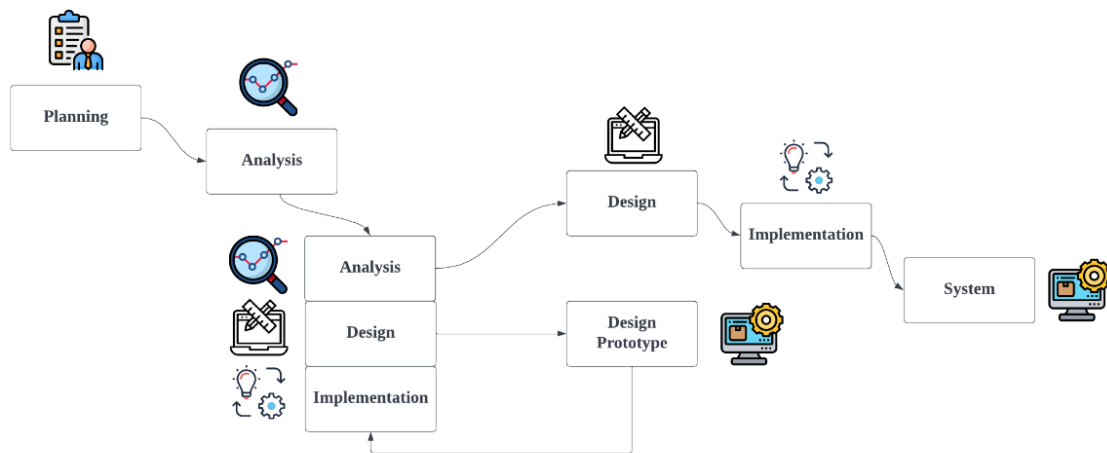 Planning
Analysis
Analysis
Design
Implementation
Design
Design
Prototype
Implementation
System